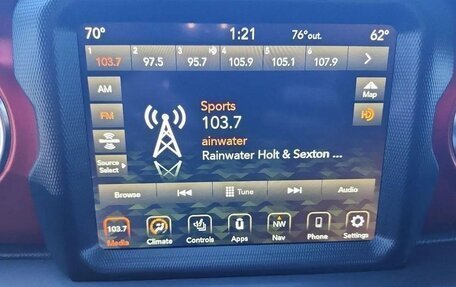 70° 1:21 76°out. 62°
1 2 3 4 5 6
103.7 97.5 95.7 105.9 105.1 107.9
AM
Map
Sports
FM 103.7 HD
ainwater
Rainwater Holt & Sexton ...
Source
Select
Browse Tune Audio
103.7 NW
Media Climate Controls Apps Nav Phone Settings